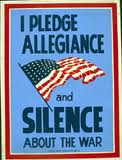 I PLEDGE
ALLEGIANCE
and
SILENCE
ABOUT THE WAR